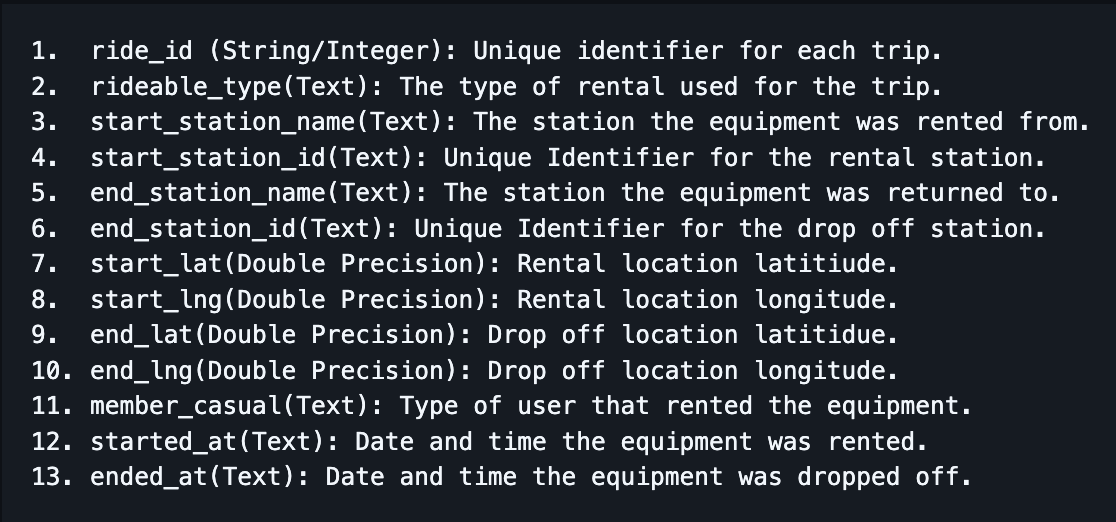 1. ride_id (String/Integer): Unique identifier for each trip.
2. rideable_type(Text): The type of rental used for the trip.
3. start_station_name(Text): The station the equipment was rented from.
4. start_station_id(Text): Unique Identifier for the rental station.
5. end_station_name(Text): The station the equipment was returned to.
6. end_station_id(Text): Unique Identifier for the drop off station.
7. start_lat(Double Precision): Rental location latitiude.
8. start_lng(Double Precision): Rental location longitude.
9. end_lat(Double Precision): Drop off location latitidue.
10. end_lng(Double Precision): Drop off location longitude.
11. member_casual(Text): Type of user that rented the equipment.
12. started_at(Text): Date and time the equipment was rented.
13. ended_at(Text): Date and time the equipment was dropped off.